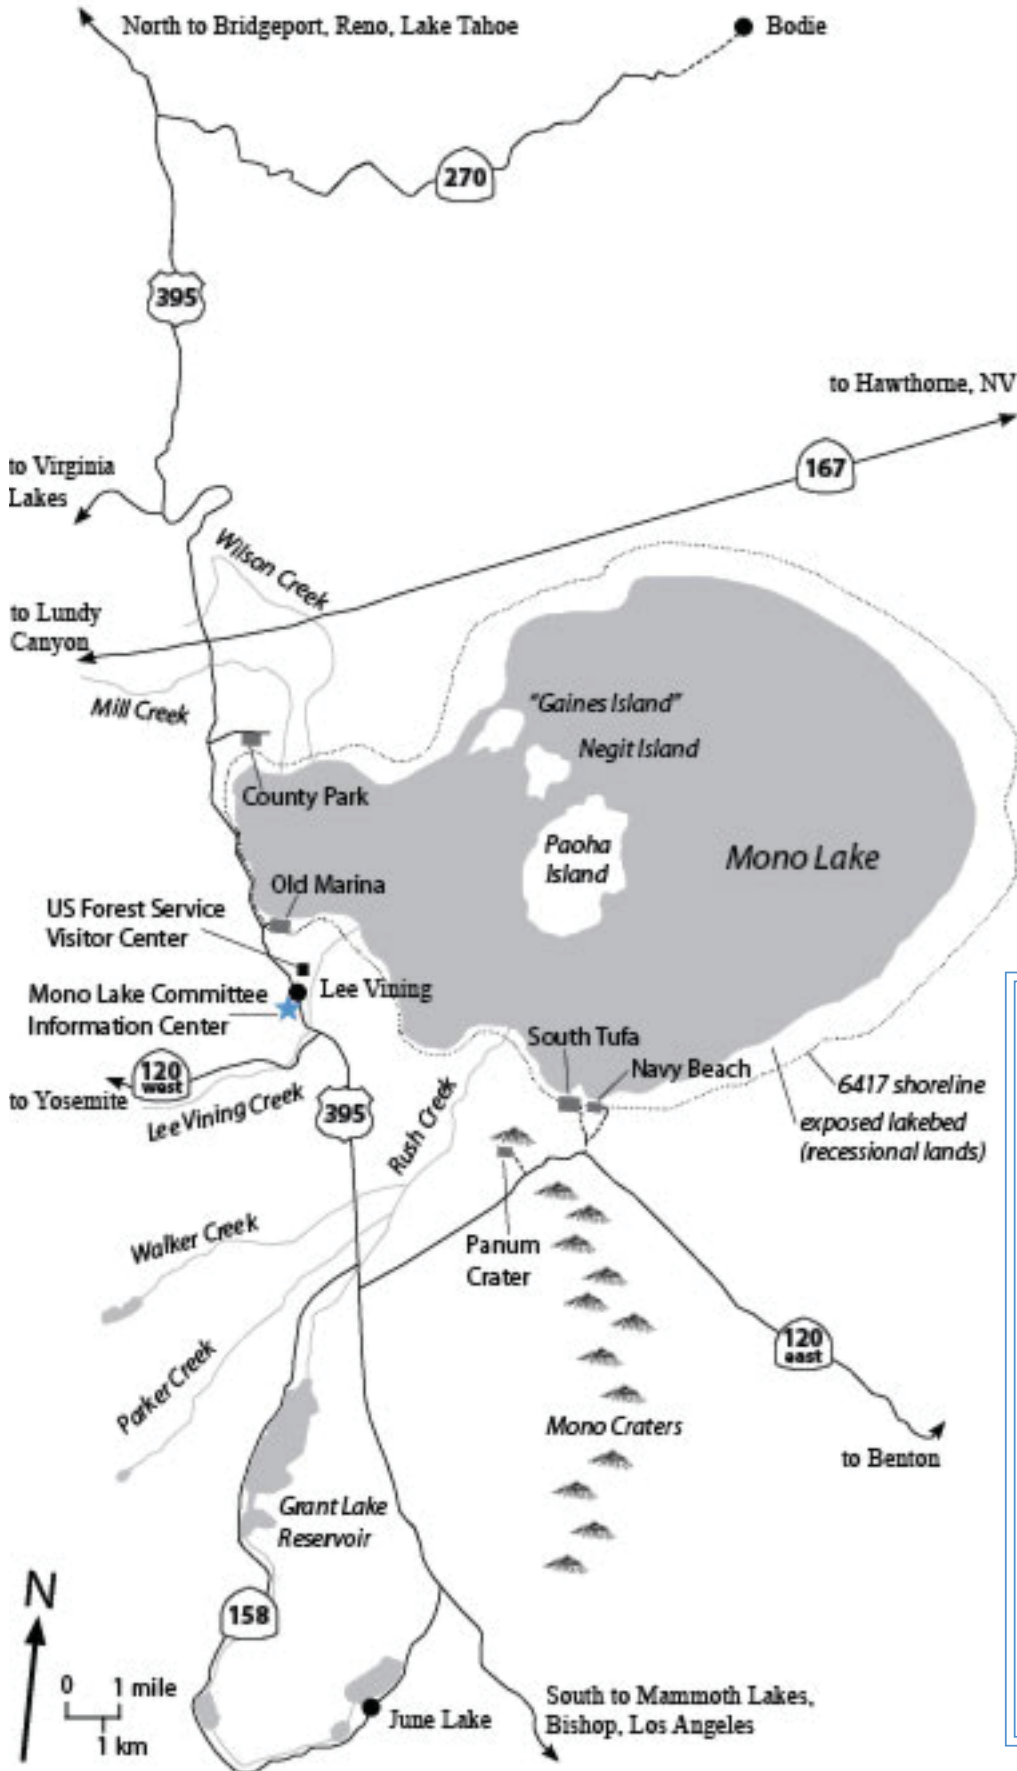 North to Bridgeport, Reno, Lake Tahoe
Bodie
270
395
to Hawthorne, NV
167
to Virginia
Lakes
Wilson Creek
to Lundy
Canyon
Mill Creek
"Gaines Island"
Negit Island
County Park
Paoha
Island
Mono Lake
Old Marina
US Forest Service
Visitor Center
Lee Vining
Mono Lake Committee
Information Center
South Tufa
Navy Beach
120
west
to Yosemite
Lee Vining Creek
395
Rush Creek
6417 shoreline
exposed lakebed
(recessional lands)
Walker Creek
Panum
Crater
Parker Creek
120
east
Mono Craters
to Benton
Grant Lake
Reservoir
N
158
0 1 mile
1 km
June Lake
South to Mammoth Lakes,
Bishop, Los Angeles